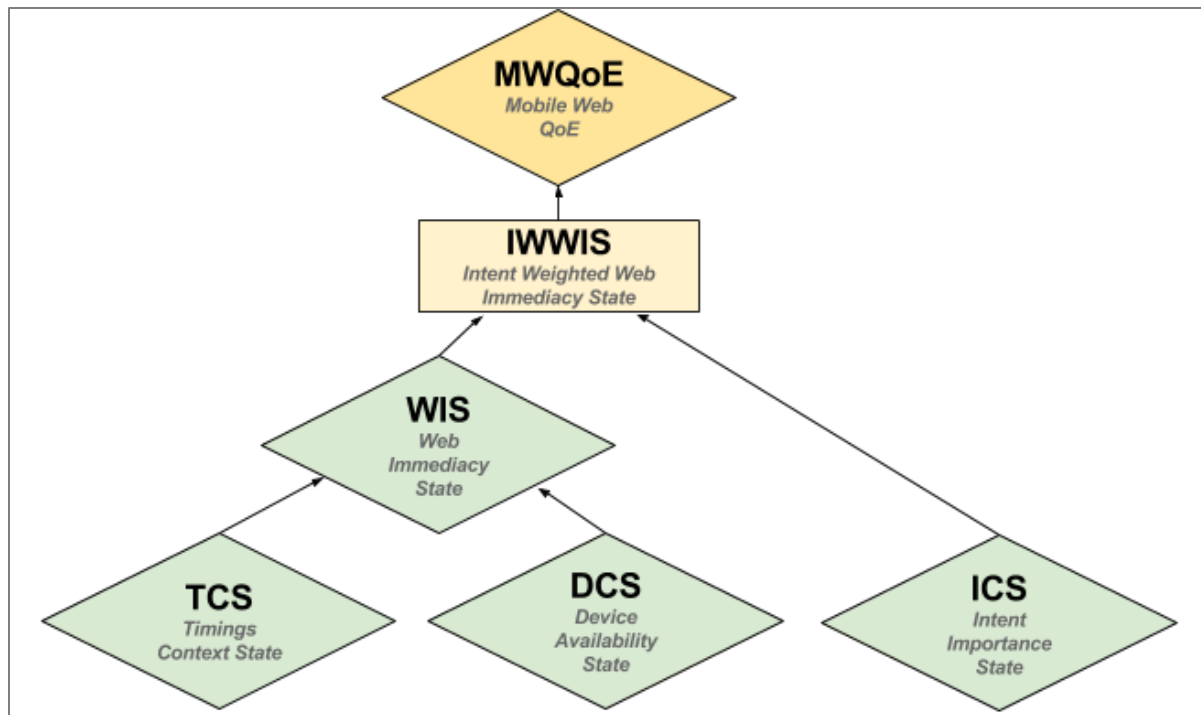 MWQoE
Mobile Web
QoE
IWWIS
Intent Weighted Web
Immediacy State
WIS
Web
Immediacy
State
TCS
Timings
Context State
DCS
Device
Availability
State
ICS
Intent
Importance
State